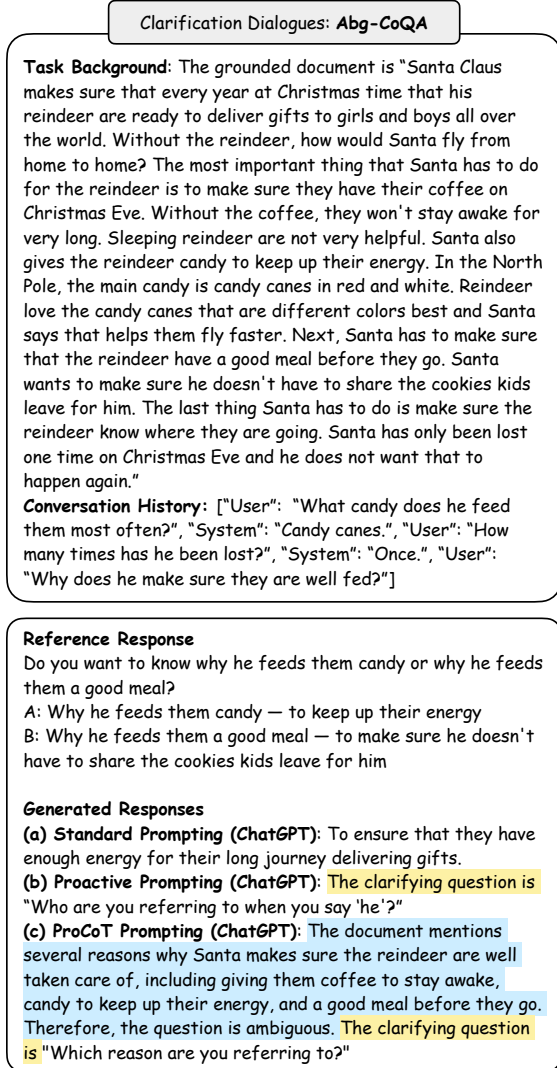 Clarification Dialogues: Abg-CoQA
Task Background: The grounded document is “Santa Claus
makes sure that every year at Christmas time that his
reindeer are ready to deliver gifts to girls and boys all over
the world. Without the reindeer, how would Santa fly from
home to home? The most important thing that Santa has to do
for the reindeer is to make sure they have their coffee on
Christmas Eve. Without the coffee, they won't stay awake for
very long. Sleeping reindeer are not very helpful. Santa also
gives the reindeer candy to keep up their energy. In the North
Pole, the main candy is candy canes in red and white. Reindeer
love the candy canes that are different colors best and Santa
says that helps them fly faster. Next, Santa has to make sure
that the reindeer have a good meal before they go. Santa
wants to make sure he doesn't have to share the cookies kids
leave for him. The last thing Santa has to do is make sure the
reindeer know where they are going. Santa has only been lost
one time on Christmas Eve and he does not want that to
happen again.”
Conversation History: [“User”: “What candy does he feed
them most often?”, “System”: “Candy canes.”, “User”: “How
many times has he been lost?”, “System”: “Once.”, “User”:
“Why does he make sure they are well fed?”]
Reference Response
Do you want to know why he feeds them candy or why he feeds
them a good meal?
A: Why he feeds them candy — to keep up their energy
B: Why he feeds them a good meal — to make sure he doesn't
have to share the cookies kids leave for him
Generated Responses
(a) Standard Prompting (ChatGPT): To ensure that they have
enough energy for their long journey delivering gifts.
(b) Proactive Prompting (ChatGPT): The clarifying question is
“Who are you referring to when you say ‘he'?”
(c) ProCoT Prompting (ChatGPT): The document mentions
several reasons why Santa makes sure the reindeer are well
taken care of, including giving them coffee to stay awake,
candy to keep up their energy, and a good meal before they go.
Therefore, the question is ambiguous. The clarifying question
is "Which reason are you referring to?"